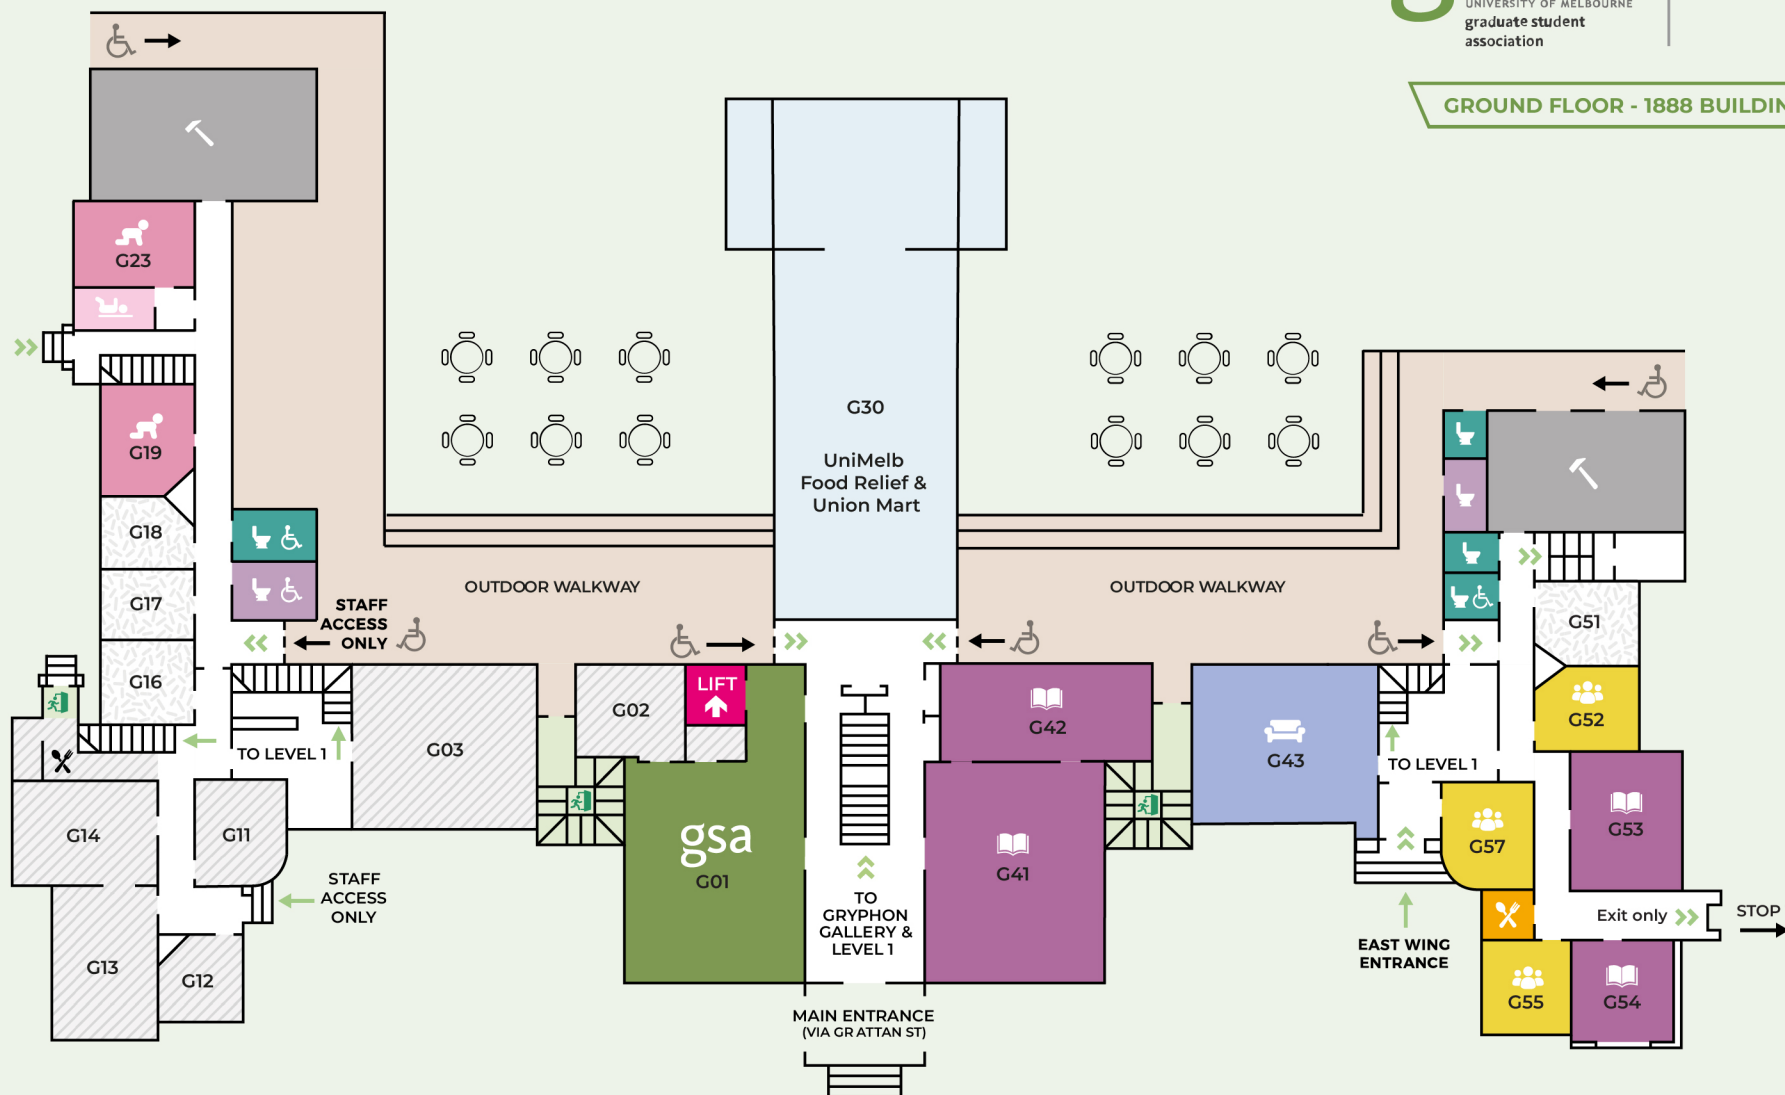 UNIVERSITY OF MELBOURNE
graduate student
association
GROUND FLOOR - 1888 BUILDIN
G23
G19
G18
G17
G16
STAFF
ACCESS
ONLY
OUTDOOR WALKWAY
G30
UniMelb
Food Relief &
Union Mart
OUTDOOR WALKWAY
G51
G52
G02
LIFT
G42
G43
G03
TO LEVEL 1
TO LEVEL 1
G14
G11
gsa
G01
G41
G57
G53
STAFF
ACCESS
ONLY
TO
GRYPHON
GALLERY &
LEVEL 1
Exit only
STOP
EAST WING
ENTRANCE
G13
G12
G55
G54
MAIN ENTRANCE
(VIA GR ATTAN ST)